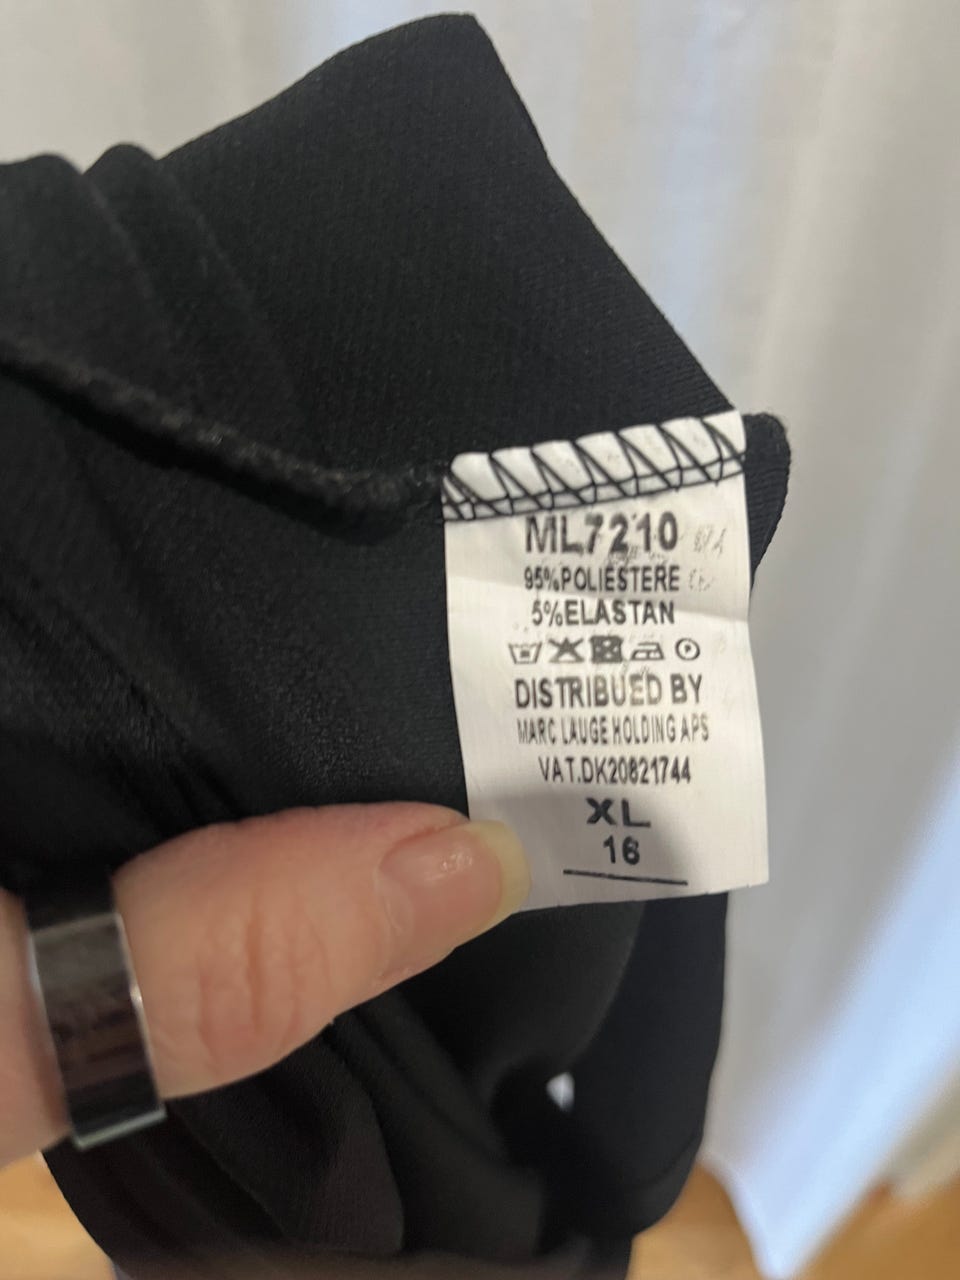 ML7210
95%POLIESTERE
5%ELASTAN
DISTRIBUED BY
MARC LAUGE HOLDING APS
VAT.DK20821744
XL
16